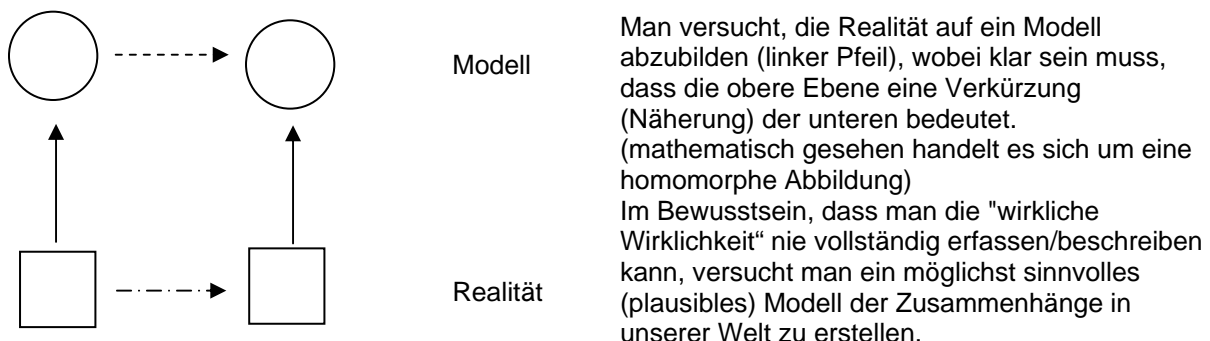 Modell
Realität
Man versucht, die Realität auf ein Modell
abzubilden (linker Pfeil), wobei klar sein muss,
dass die obere Ebene eine Verkürzung
(Näherung) der unteren bedeutet.
(mathematisch gesehen handelt es sich um eine
homomorphe Abbildung)
Im Bewusstsein, dass man die "wirkliche
Wirklichkeit“ nie vollständig erfassen/beschreiben
kann, versucht man ein möglichst sinnvolles
(plausibles) Modell der Zusammenhänge in
unserer Welt zu erstellen.